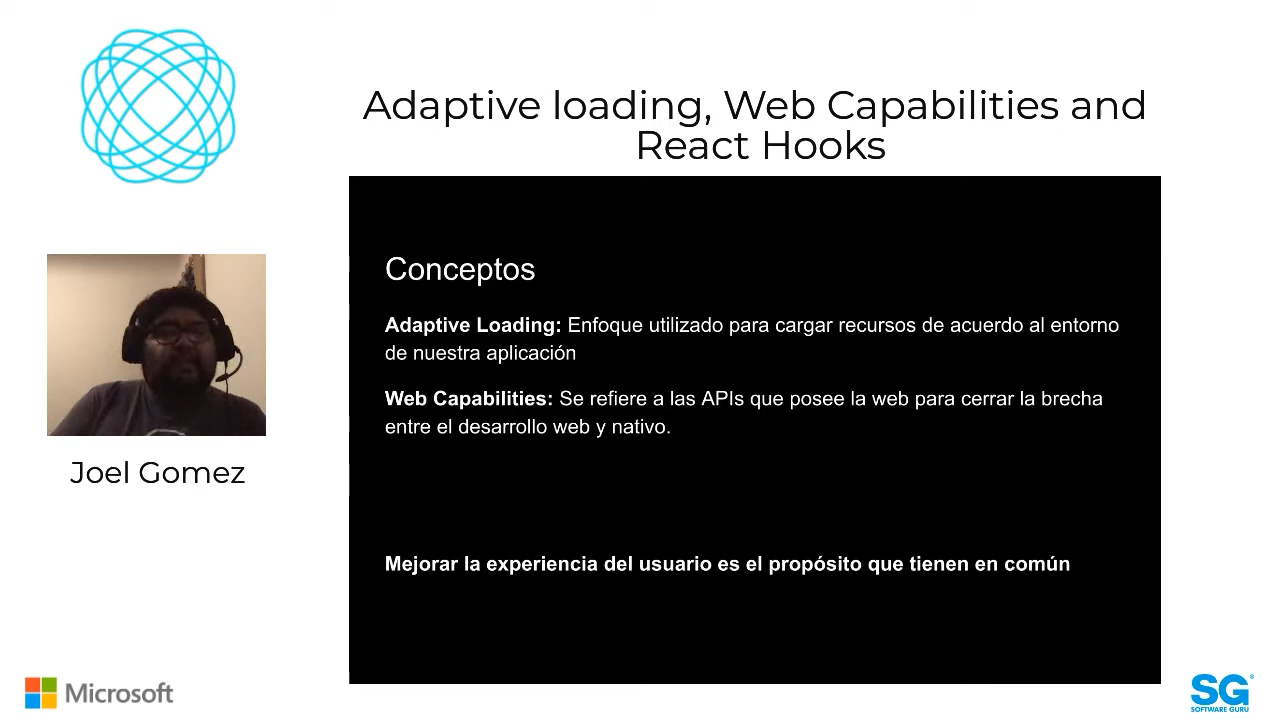 Adaptive loading, Web Capabilities and
React Hooks
Conceptos
Adaptive Loading: Enfoque utilizado para cargar recursos de acuerdo al entorno
de nuestra aplicación
Web Capabilities: Se refiere a las APIs que posee la web para cerrar la brecha
entre el desarrollo web y nativo.
Mejorar la experiencia del usuario es el propósito que tienen en común
Joel Gomez
Microsoft
SG
SOFTWARE GURU